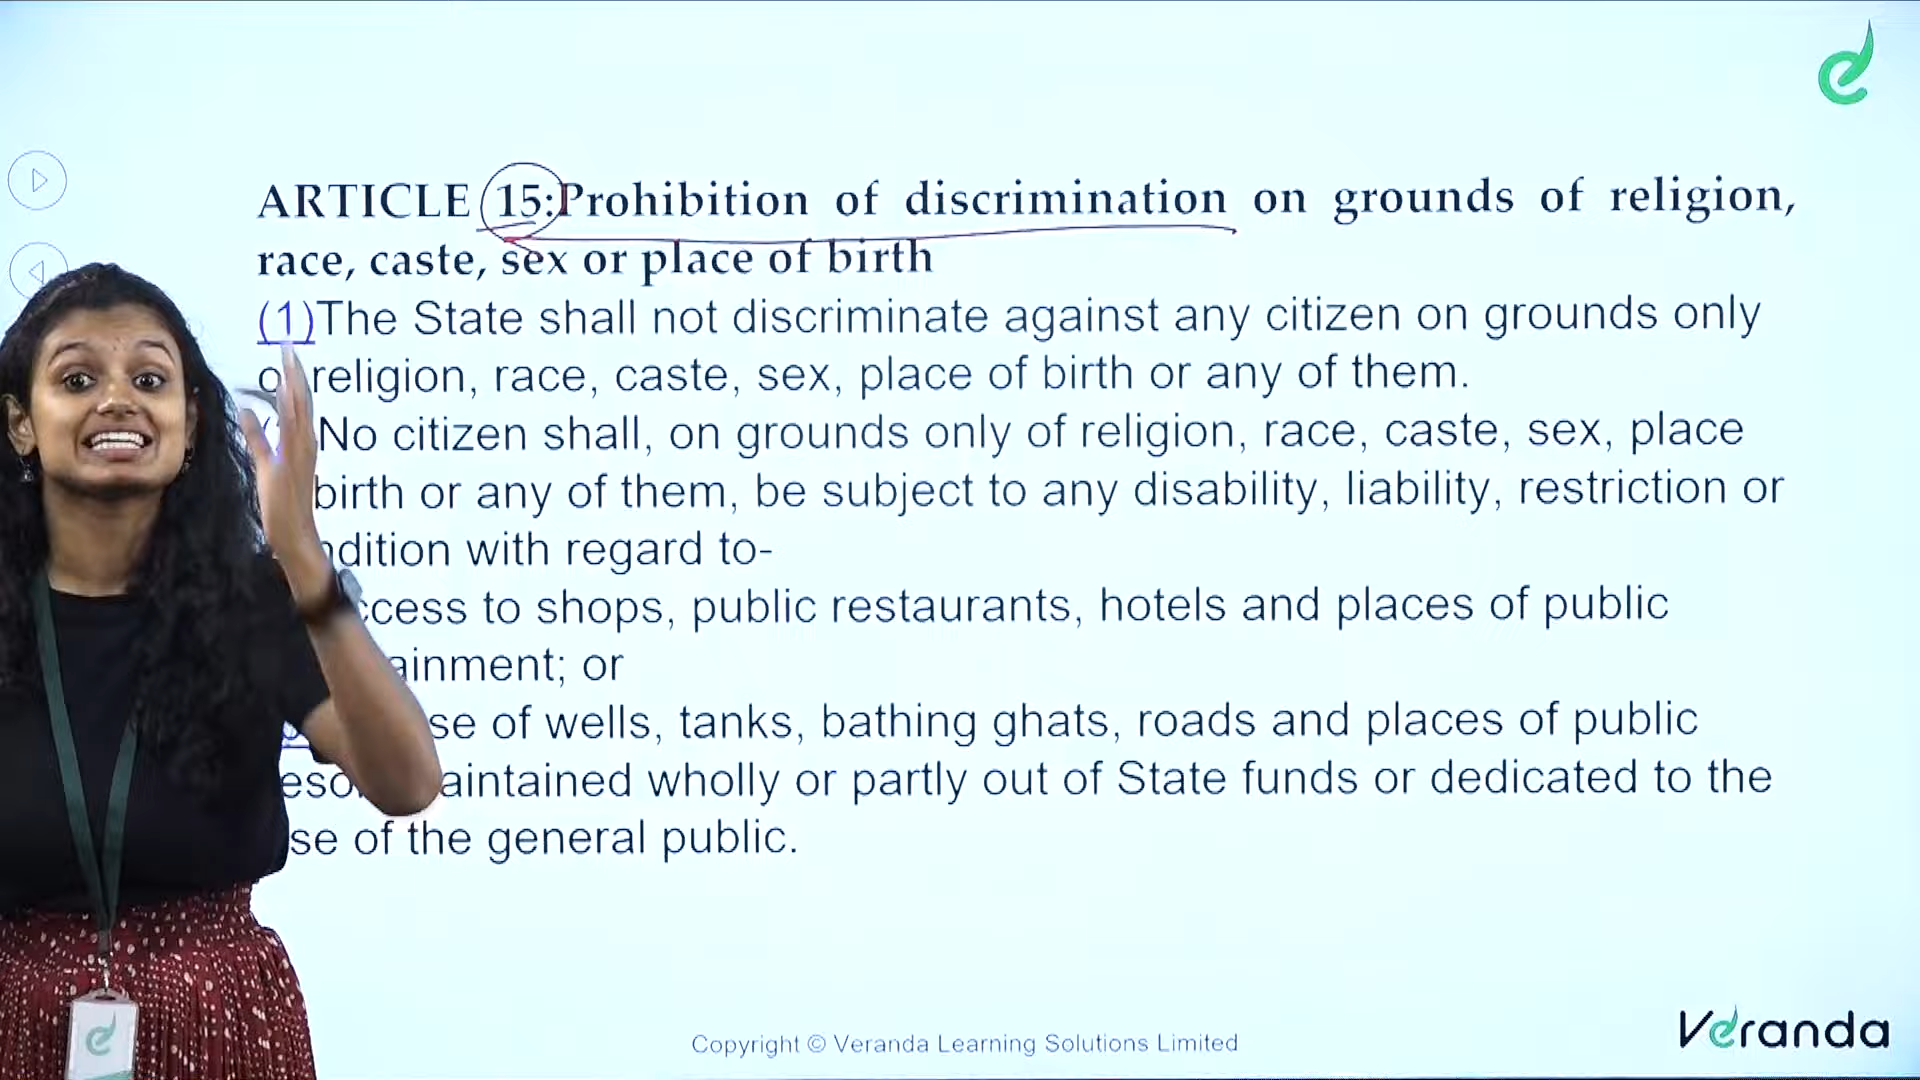 ARTICLE 15:Prohibition of discrimination on grounds of religion,
race, caste, sex or place of birth
(1)The State shall not discriminate against any citizen on grounds only
religion, race, caste, sex, place of birth or any of them.
No citizen shall, on grounds only of religion, race, caste, sex, place
birth or any of them, be subject to any disability, liability, restriction or
ndition with regard to-
ccess to shops, public restaurants, hotels and places of public
ainment; or
se of wells, tanks, bathing ghats, roads and places of public
eso aintained wholly or partly out of State funds or dedicated to the
se of the general public.
Copyright © Veranda Learning Solutions Limited
Veranda